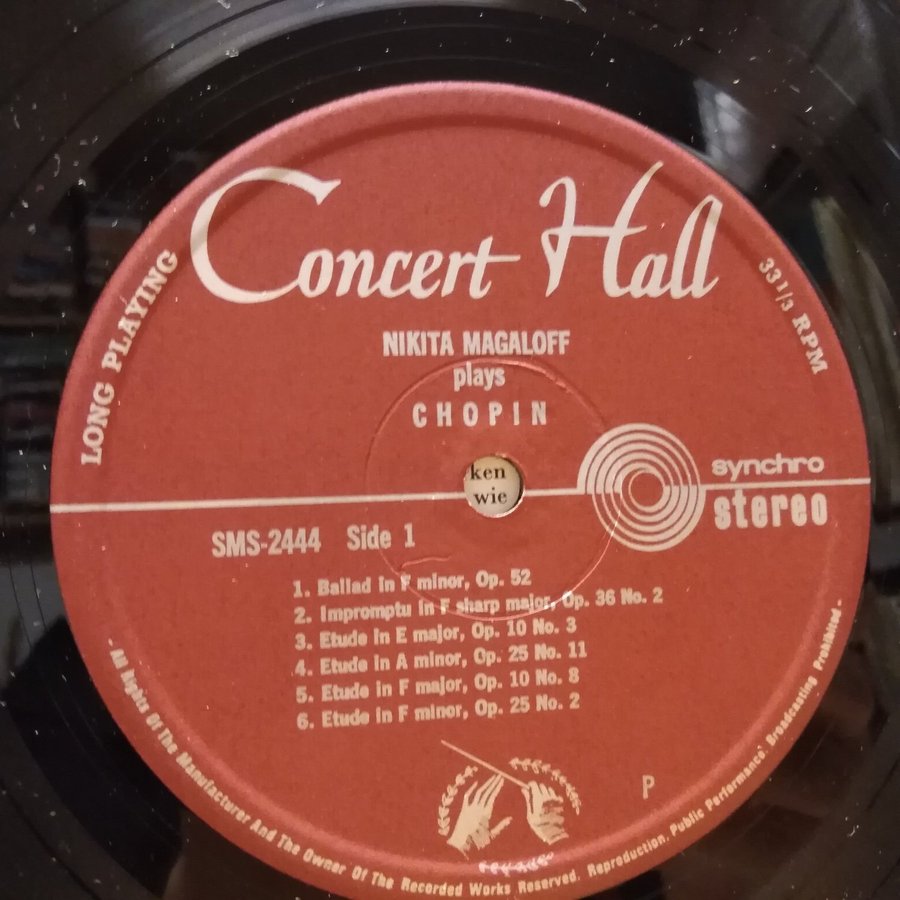 Concert Hall
LONG PLAYING
33 1/3 RPM
NIKITA MAGALOFF
plays
CHOPIN
ken
wie
synchro
stereo
SMS-2444 Side 1
1. Ballad in F minor, Op. 52
2. Impromptu in F sharp major, Op. 36 No. 2
3. Etude in E major, Op. 10 No. 3
4. Etude in A minor, Op. 25 No. 11
5. Etude in F major, Op. 10 No. 8
6. Etude in F minor, Op. 25 No. 2
P
- All Rights Of The Manufacturer And The Owner Of The Recorded Works Reserved. Reproduction, Public Performance, Broadcasting Prohibited -